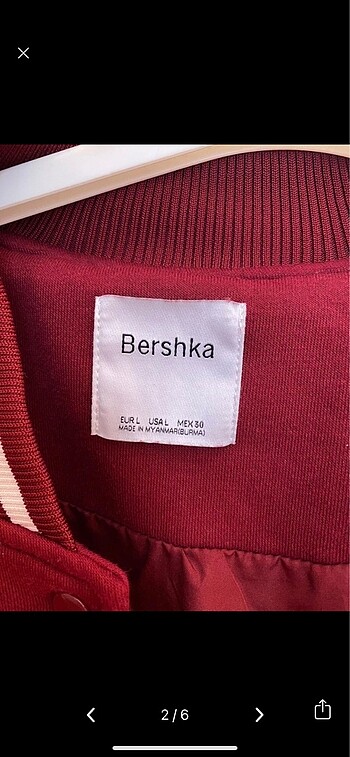 Bershka
EUR L USA L MEX 30
MADE IN MYANMAR(BURMA)
2 / 6